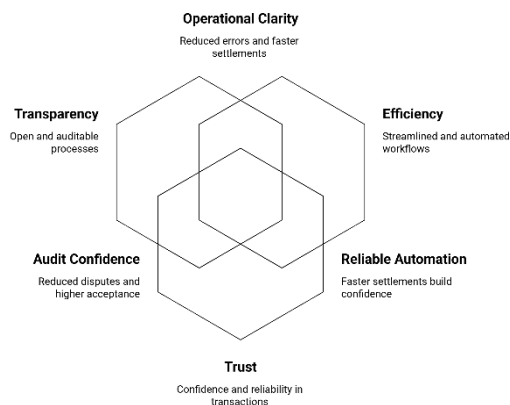 Operational Clarity
Reduced errors and faster
settlements
Transparency
Open and auditable
processes
Efficiency
Streamlined and automated
workflows
Audit Confidence
Reduced disputes and
higher acceptance
Reliable Automation
Faster settlements build
confidence
Trust
Confidence and reliability in
transactions